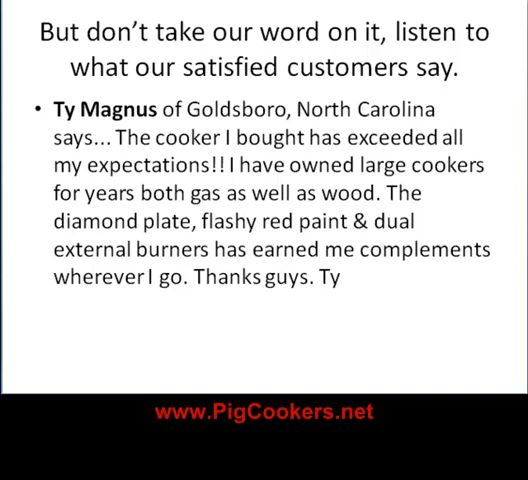 But don't take our word on it, listen to
what our satisfied customers say.
• Ty Magnus of Goldsboro, North Carolina
says... The cooker I bought has exceeded all
my expectations!! I have owned large cookers
for years both gas as well as wood. The
diamond plate, flashy red paint & dual
external burners has earned me complements
wherever I go. Thanks guys. Ty
www.PigCookers.net